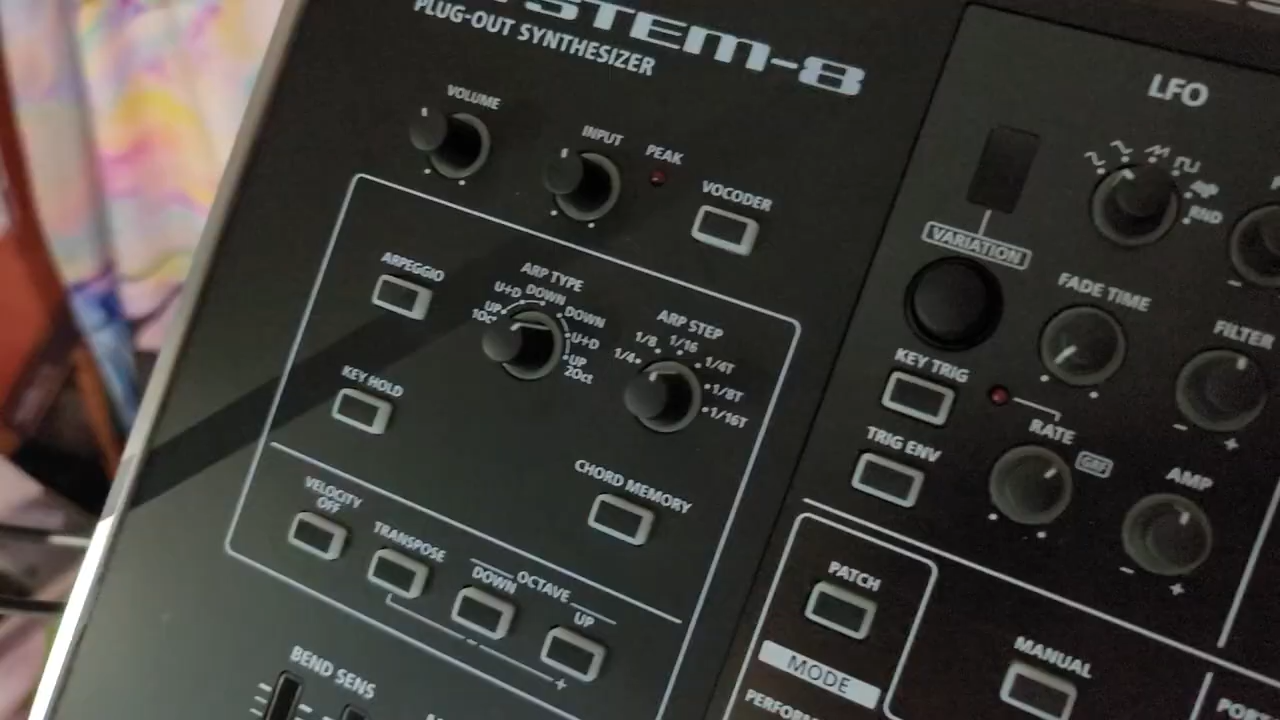 STEM-8
PLUG-OUT SYNTHESIZER
VOLUME
INPUT
PEAK
VOCODER
ARPEGGIO
ARP TYPE
DOWN
U+D
UP
DOWN
U+D
UP
2Oct
ARP STEP
1/4
1/8
1/16
1/4T
1/8T
1/16T
KEY HOLD
CHORD MEMORY
VELOCITY
OFF
TRANSPOSE
OCTAVE
DOWN
UP
-
+
BEND SENS
LFO
RND
VARIATION
FADE TIME
FILTER
- +
KEY TRIG
RATE
TRIG ENV
AMP
- +
PATCH
MODE
MANUAL